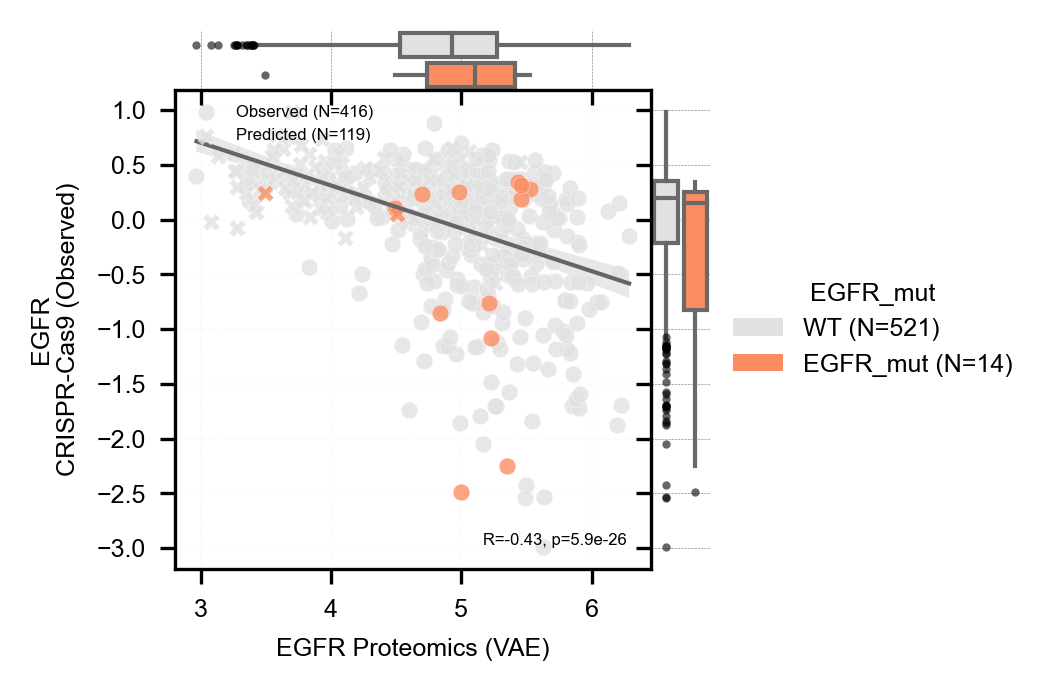 Observed (N=416)
Predicted (N=119)
1.0
0.5
0.0
−0.5
−1.0
−1.5
−2.0
−2.5
−3.0
EGFR
CRISPR-Cas9 (Observed)
R=-0.43, p=5.9e-26
3 4 5 6
EGFR Proteomics (VAE)
EGFR_mut
WT (N=521)
EGFR_mut (N=14)